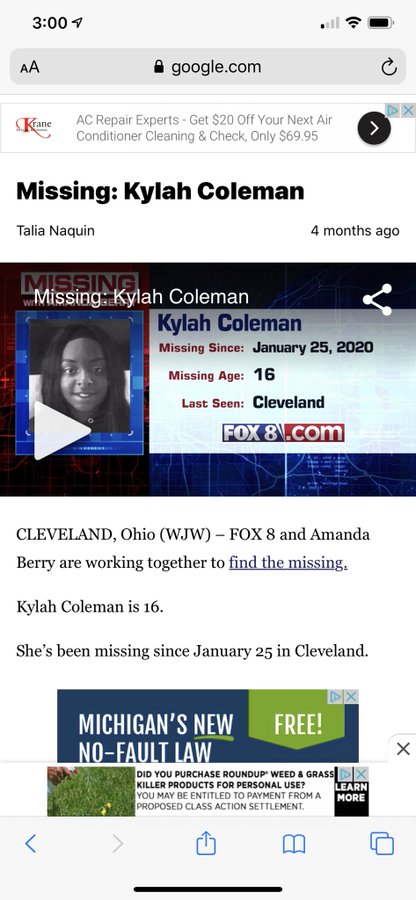 3:00
AA google.com
Krane
AC Repair Experts - Get $20 Off Your Next Air
Conditioner Cleaning & Check, Only $69.95
Missing: Kylah Coleman
Talia Naquin 4 months ago
MISSING
Missing: Kylah Coleman
Kylah Coleman
Missing Since: January 25, 2020
Missing Age: 16
Last Seen: Cleveland
FOX 8 .com
CLEVELAND, Ohio (WJW) – FOX 8 and Amanda
Berry are working together to find the missing.
Kylah Coleman is 16.
She’s been missing since January 25 in Cleveland.
MICHIGAN'S NEW
NO-FAULT LAW
FREE!
DID YOU PURCHASE ROUNDUP® WEED & GRASS
KILLER PRODUCTS FOR PERSONAL USE?
YOU MAY BE ENTITLED TO PAYMENT FROM A
PROPOSED CLASS ACTION SETTLEMENT.
LEARN
MORE